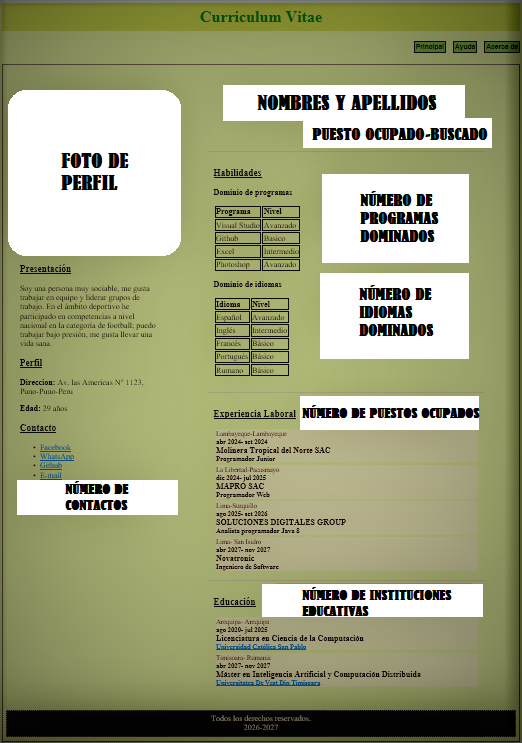 Curriculum Vitae
Principal Ayuda Acerca de
FOTO DE
PERFIL
Presentación
Soy una persona muy sociable, me gusta
trabajar en equipo y liderar grupos de
trabajo. En el ámbito deportivo he
participado en competencias a nivel
nacional en la categoría de football; puedo
trabajar bajo presión, me gusta llevar una
vida sana.
Perfil
Direccion: Av. las Americas N° 1123,
Puno-Puno-Peru
Edad: 29 años
Contacto
Facebook
WhatsApp
Github
E-mail
NÚMERO DE
CONTACTOS
NOMBRES Y APELLIDOS
PUESTO OCUPADO-BUSCADO
Habilidades
Dominio de programas
Programa Nivel
Visual Studio Avanzado
Github Basico
Excel Intermedio
Photoshop Avanzado
NÚMERO DE
PROGRAMAS
DOMINADOS
Dominio de idiomas
Idioma Nivel
Español Avanzado
Inglés Intermedio
Francés Básico
Portugués Básico
Rumano Básico
NÚMERO DE
IDIOMAS
DOMINADOS
Experiencia Laboral NÚMERO DE PUESTOS OCUPADOS
Lambayeque-Lambayeque
abr 2024- set 2024
Molinera Tropical del Norte SAC
Programador Junior
La Libertad-Pacasmayo
dic 2024- jul 2025
MAPRO SAC
Programador Web
Lima-Surquillo
ago 2025- set 2026
SOLUCIONES DIGITALES GROUP
Analista programador Java 8
Lima- San Isidro
abr 2027- nov 2027
Novatronic
Ingeniero de Software
Educación
NÚMERO DE INSTITUCIONES
EDUCATIVAS
Arequipa- Arequipa
ago 2020- jul 2025
Licenciatura en Ciencia de la Computación
Universidad Católica San Pablo
Timisoara- Rumania
abr 2027- nov 2027
Máster en Inteligencia Artificial y Computación Distribuida
Universitatea De Vest Din Timisoara
Todos los derechos reservados.
2026-2027